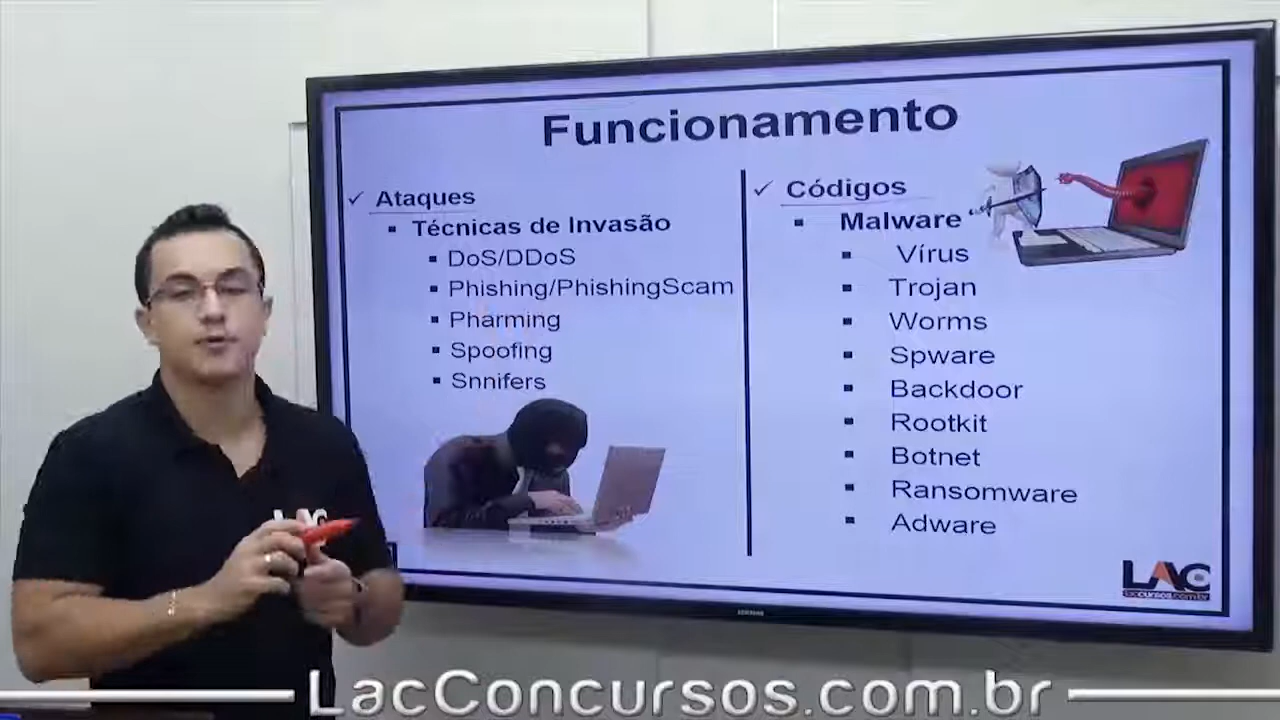 Funcionamento
✓ Ataques
▪ Técnicas de Invasão
▪ DoS/DDoS
▪ Phishing/PhishingScam
▪ Pharming
▪ Spoofing
▪ Snnifers
✓ Códigos
▪ Malware
▪ Vírus
▪ Trojan
▪ Worms
▪ Spware
▪ Backdoor
▪ Rootkit
▪ Botnet
▪ Ransomware
▪ Adware
LAC
LAC
LacConcursos.com.br